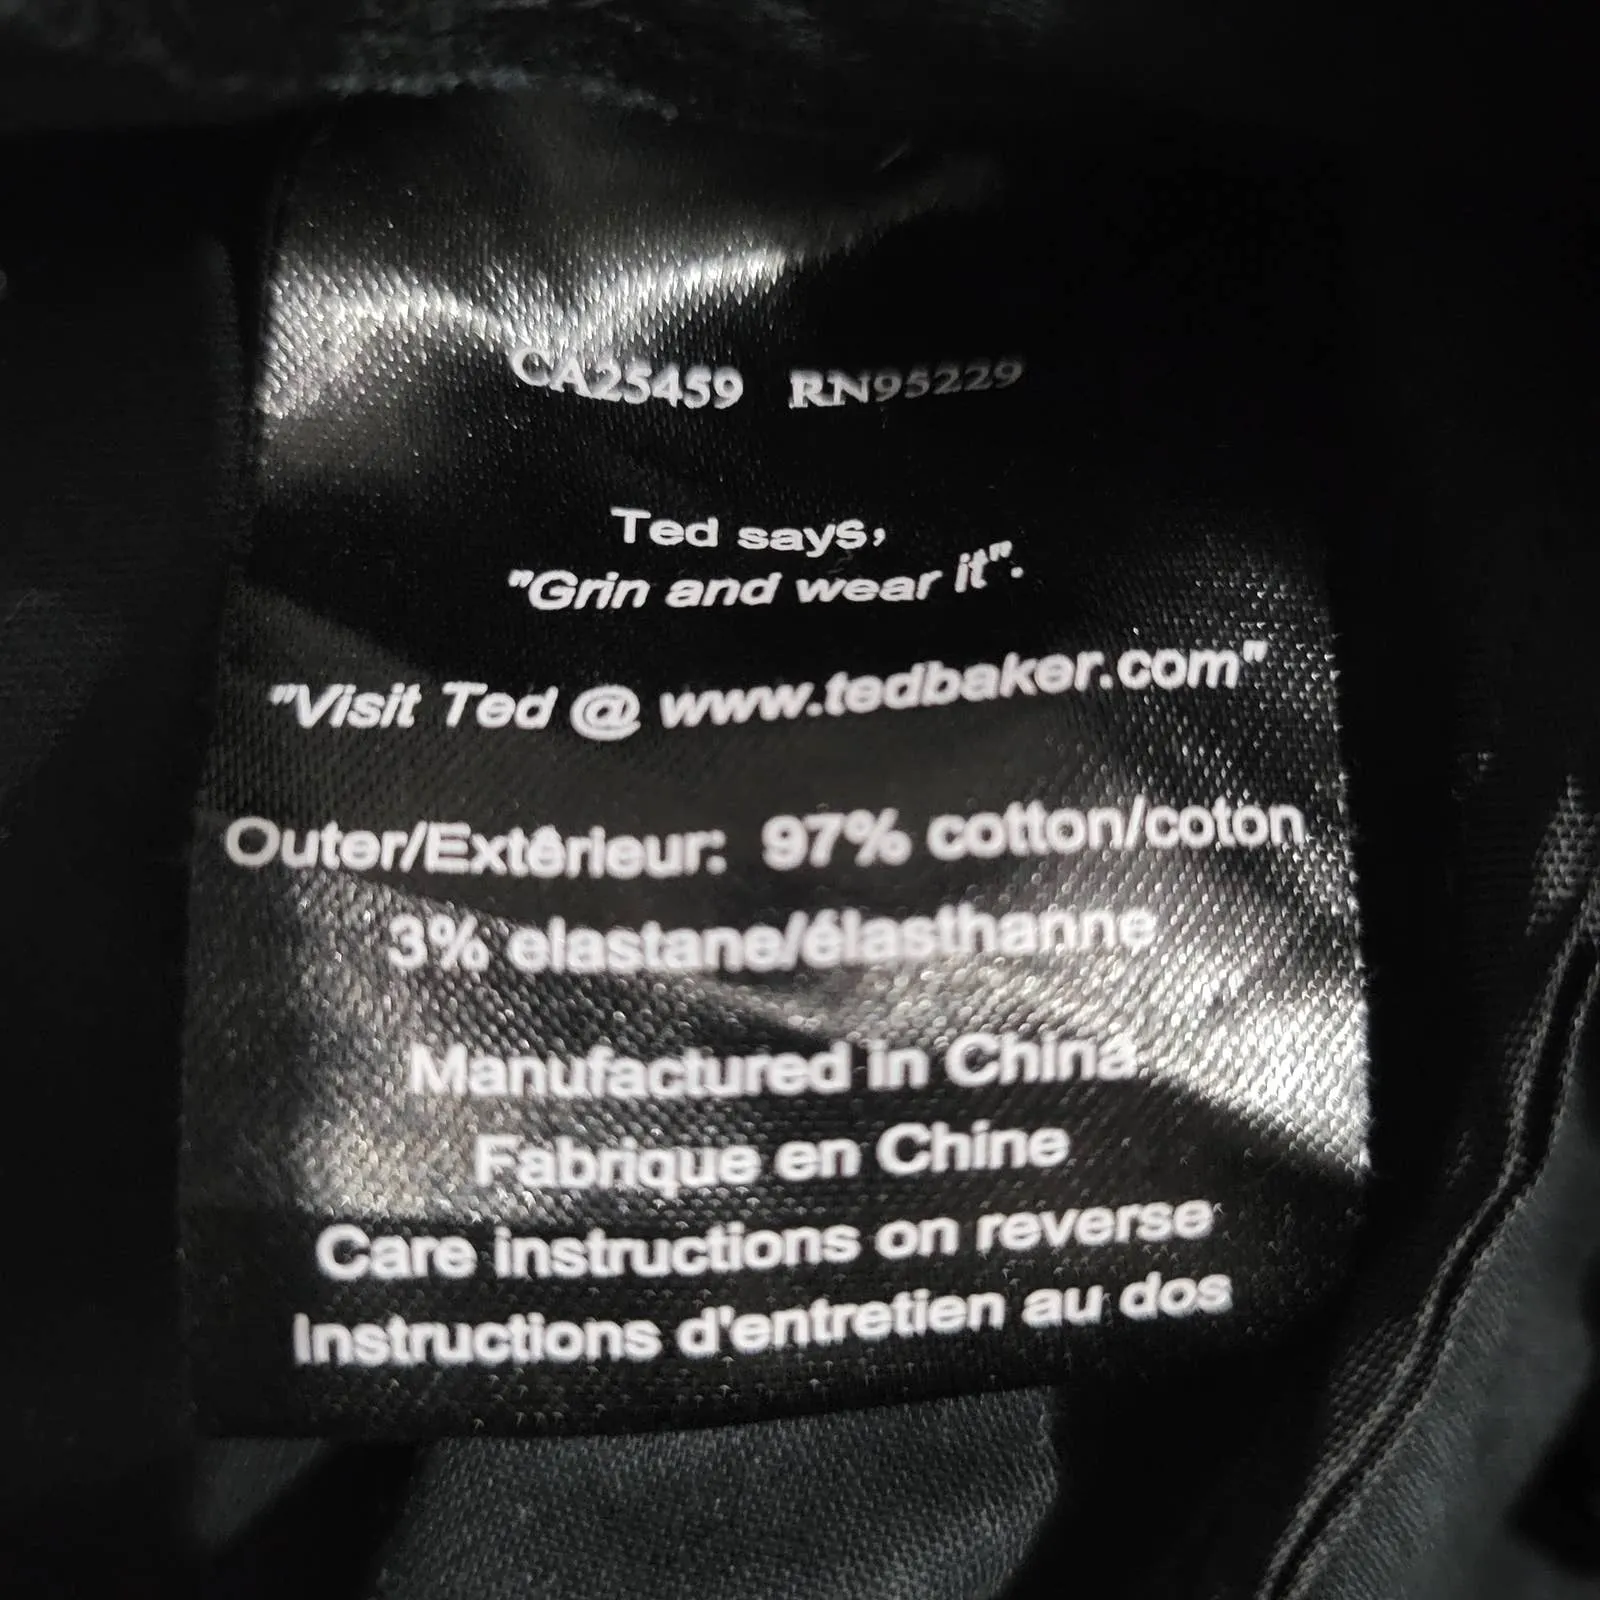 CA25459 RN95229
Ted says,
"Grin and wear it".
"Visit Ted @ www.tedbaker.com"
Outer/Extêrieur: 97% cotton/coton
3% elastane/élasthanne
Manufactured in China
Fabrique en Chine
Care instructions on reverse
Instructions d'entretien au dos